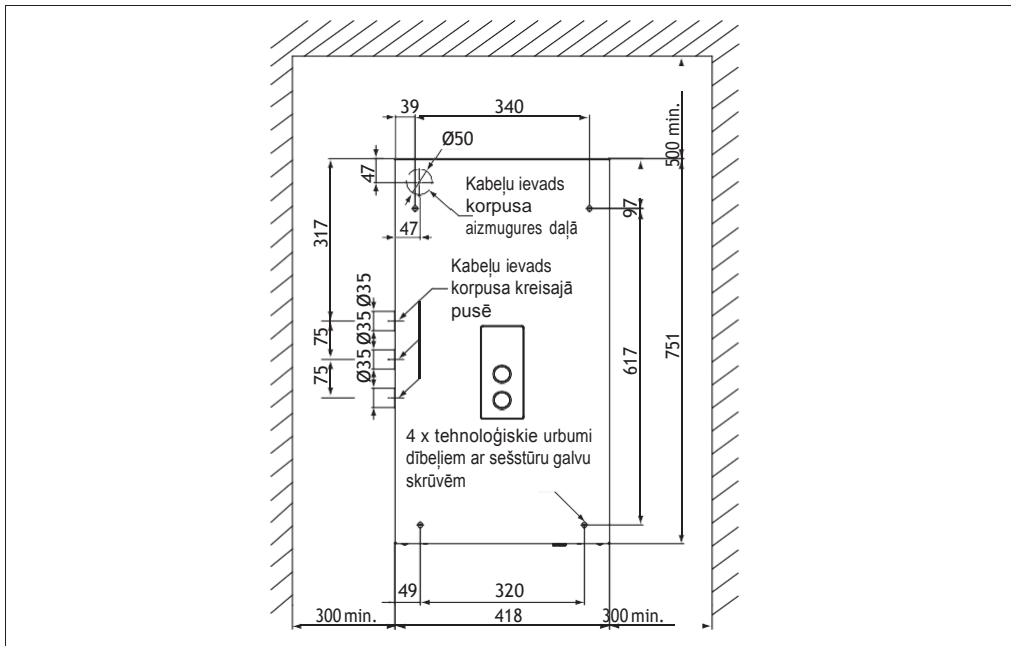 39
340
500 min.
Ø50
47
Kabeļu ievads
korpusa
aizmugures daļā
97
47
317
Kabeļu ievads
korpusa kreisajā
pusē
Ø35
75
Ø35
751
617
75
Ø35
4 x tehnoloģiskie urbumi
dībeļiem ar sešstūru galvu
skrūvēm
49
320
300 min.
418
300 min.